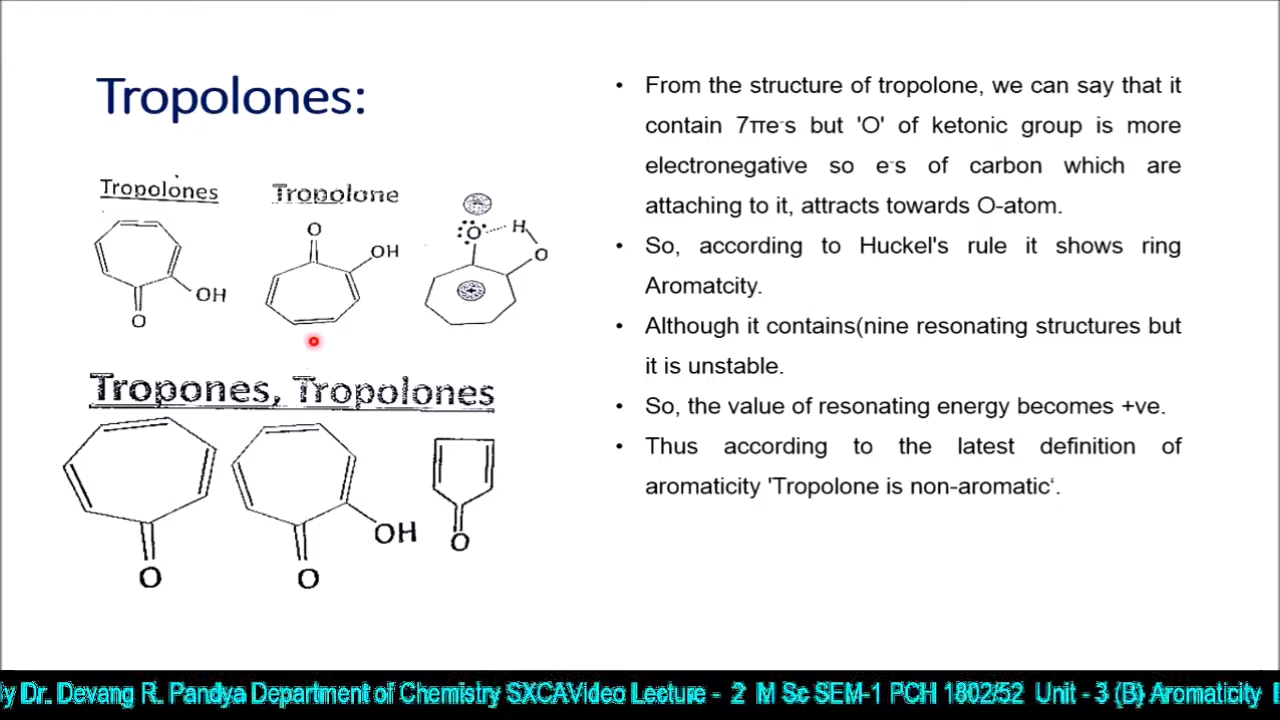 Tropolones:
Tropolones
Tropolone
O
OH
O H
O
OH
O
Tropones, Tropolones
O
OH
O
O
• From the structure of tropolone, we can say that it
contain 7πe-s but 'O' of ketonic group is more
electronegative so e-s of carbon which are
attaching to it, attracts towards O-atom.
• So, according to Huckel's rule it shows ring
Aromatcity.
• Although it contains(nine resonating structures but
it is unstable.
• So, the value of resonating energy becomes +ve.
• Thus according to the latest definition of
aromaticity 'Tropolone is non-aromatic‘.
y Dr. Devang R. Pandya Department of Chemistry SXCAVideo Lecture - 2 M Sc SEM-1 PCH 1802/52 Unit - 3 (B) Aromaticity